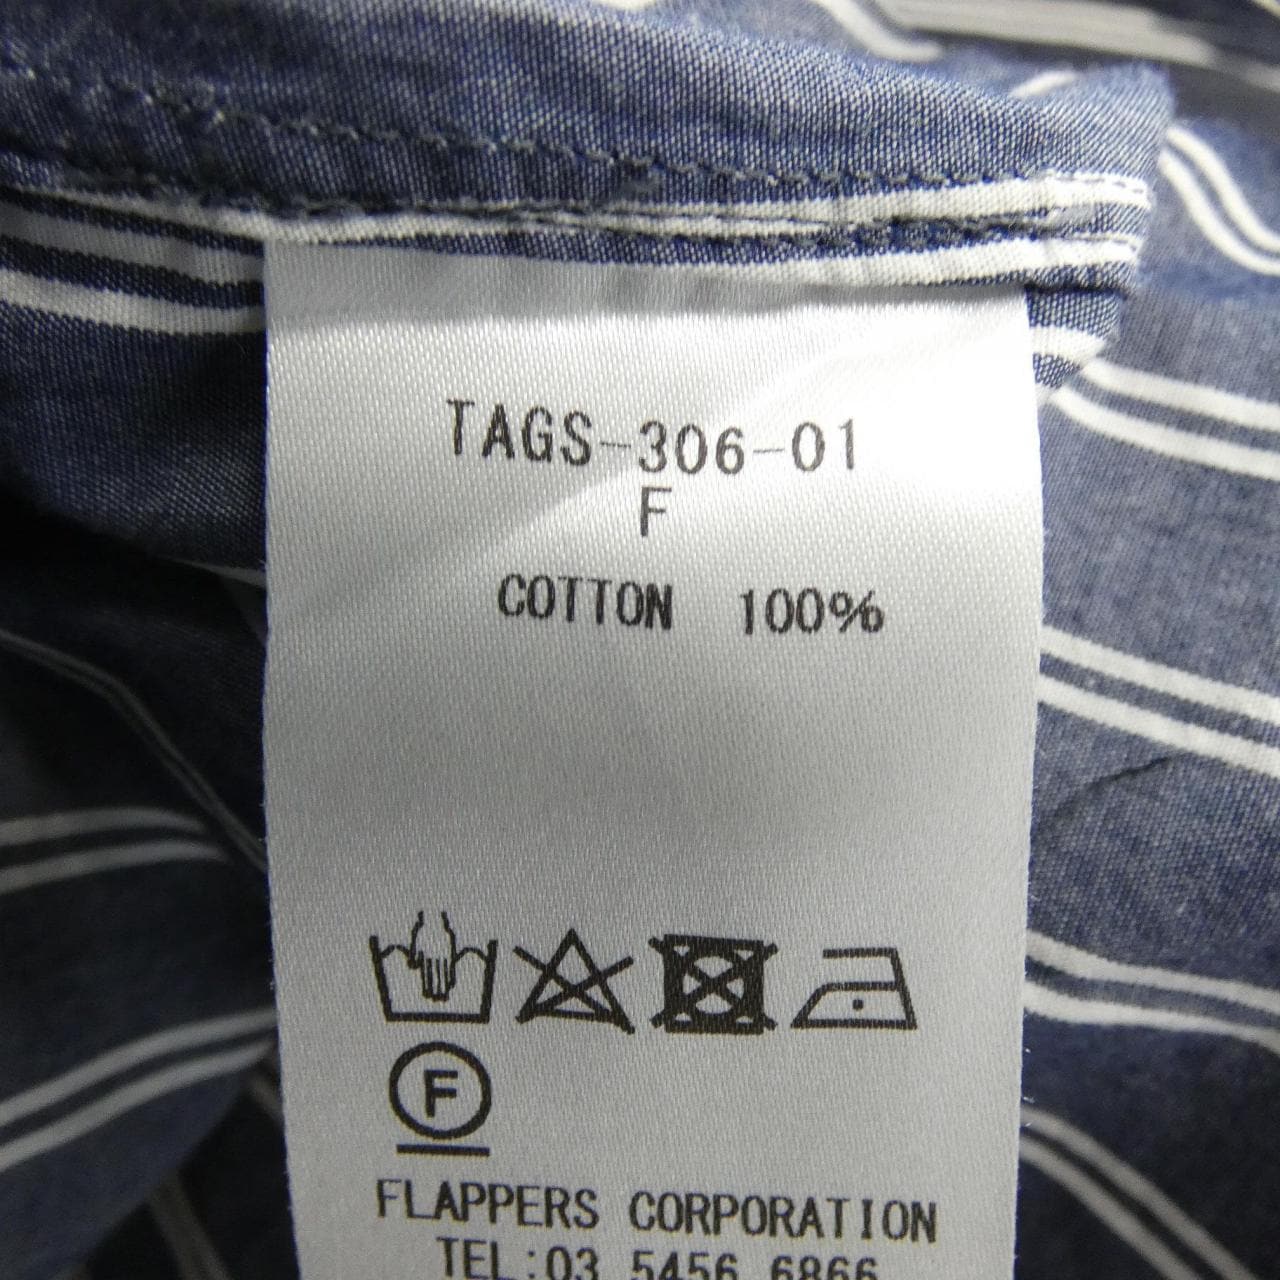 TAGS-306-01
F
COTTON 100%
F
FLAPPERS CORPORATION
TEL:03 5456 6866